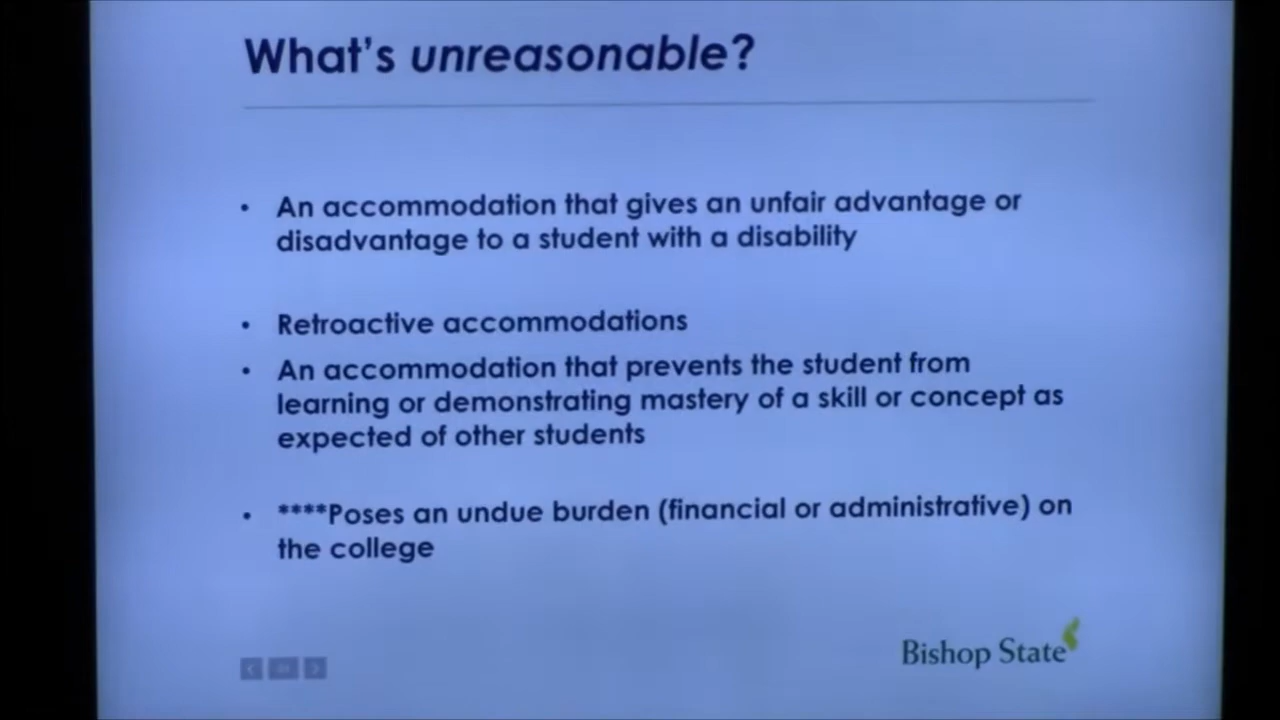 What's unreasonable?
• An accommodation that gives an unfair advantage or
disadvantage to a student with a disability
• Retroactive accommodations
• An accommodation that prevents the student from
learning or demonstrating mastery of a skill or concept as
expected of other students
• ****Poses an undue burden (financial or administrative) on
the college
Bishop State